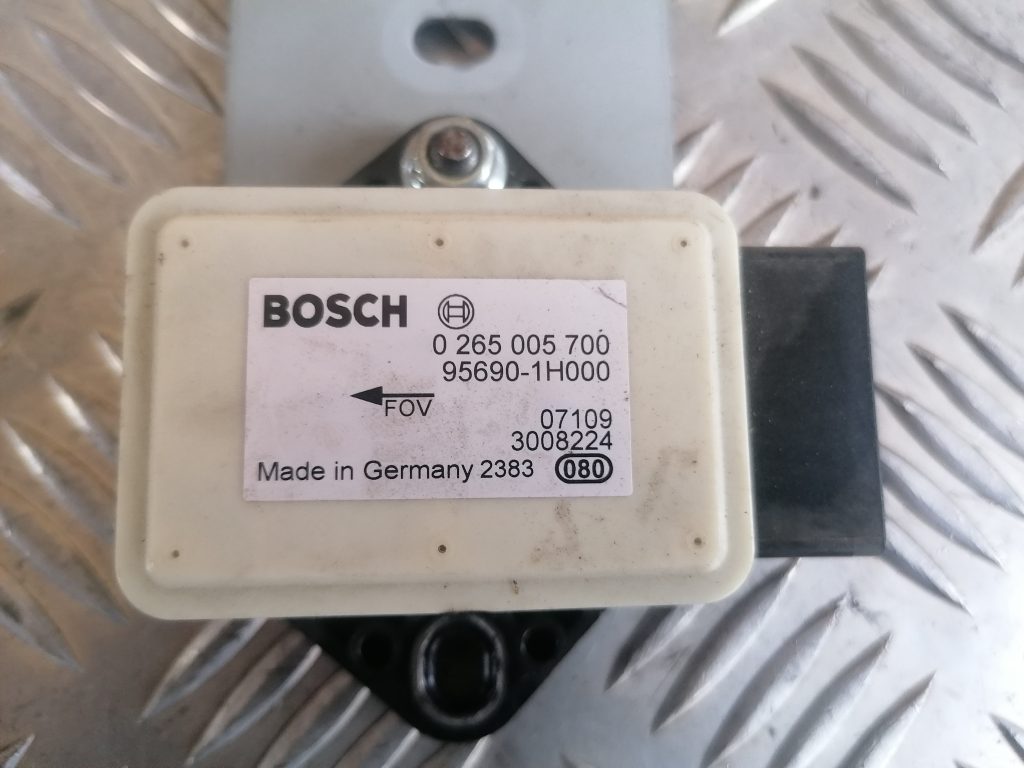 BOSCH
0 265 005 700
95690-1H000
FOV
07109
3008224
Made in Germany 2383 080